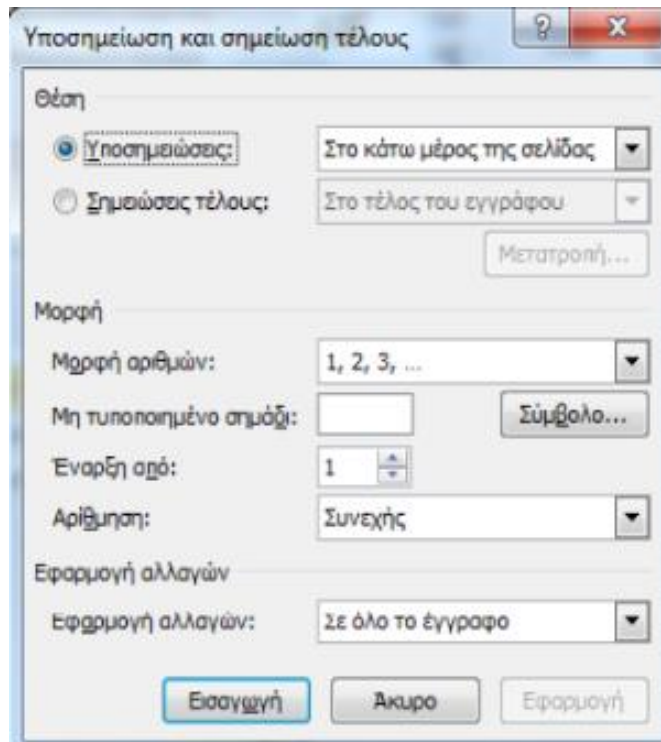 Υποσημείωση και σημείωση τέλους
Θέση
Υποσημειώσεις: Στο κάτω μέρος της σελίδας
Σημειώσεις τέλους: Στο τέλος του εγγράφου
Μετατροπή...
Μορφή
Μορφή αριθμών: 1, 2, 3, ...
Μη τυποποιημένο σημάδι: Σύμβολο...
Έναρξη από: 1
Αρίθμηση: Συνεχής
Εφαρμογή αλλαγών
Εφαρμογή αλλαγών: Σε όλο το έγγραφο
Εισαγωγή Άκυρο Εφαρμογή